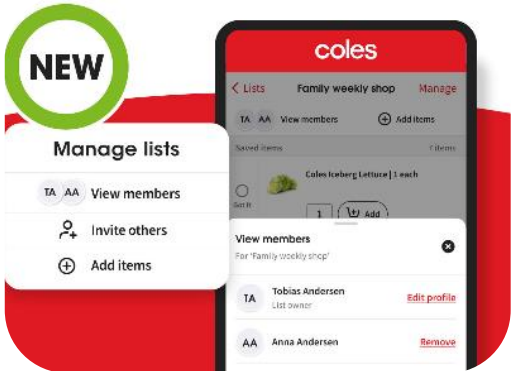 NEW
Manage lists
TA AA View members
Invite others
Add items
coles
Lists Family weekly shop Manage
TA AA View members Add items
Saved items items
Coles Iceberg Lettuce | 1 each
Got it
1 Add
View members
For 'Family weekly shop'
TA Tobias Andersen Edit profile
List owner
AA Anna Andersen Remove